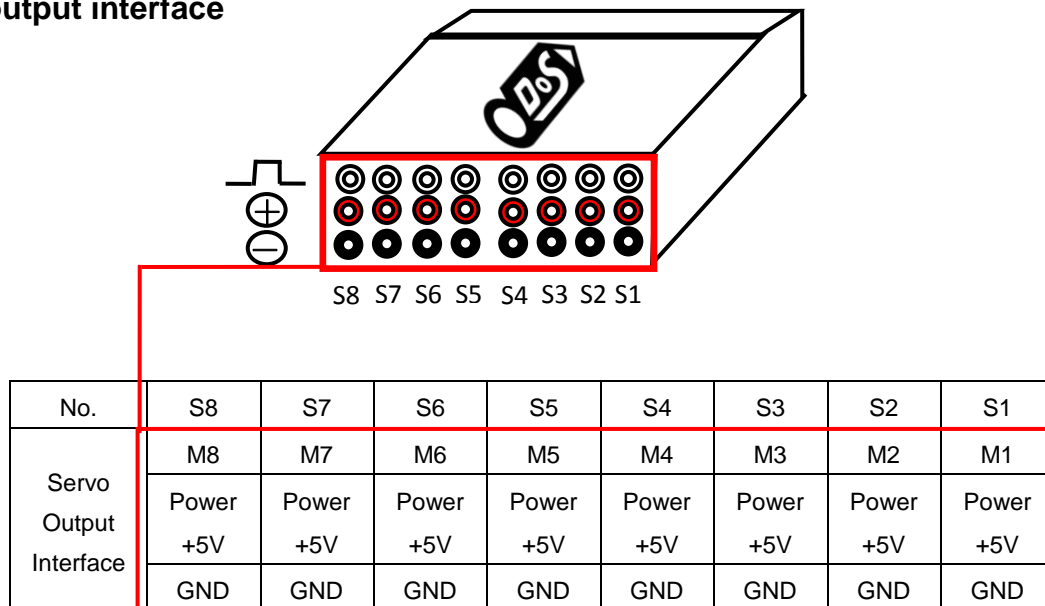 output interface
DoS
S8 S7 S6 S5 S4 S3 S2 S1
No. S8 S7 S6 S5 S4 S3 S2 S1
Servo Output Interface
M8 M7 M6 M5 M4 M3 M2 M1
Power Power Power Power Power Power Power Power
+5V +5V +5V +5V +5V +5V +5V +5V
GND GND GND GND GND GND GND GND